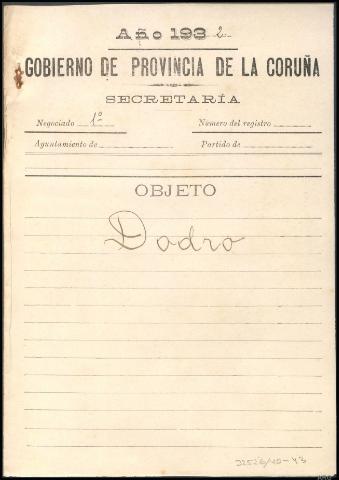 Año 1932
GOBIERNO DE PROVINCIA DE LA CORUÑA
SECRETARÍA
Negociado 1º Número del registro
Ayuntamiento de Partido de
OBJETO
Dodro